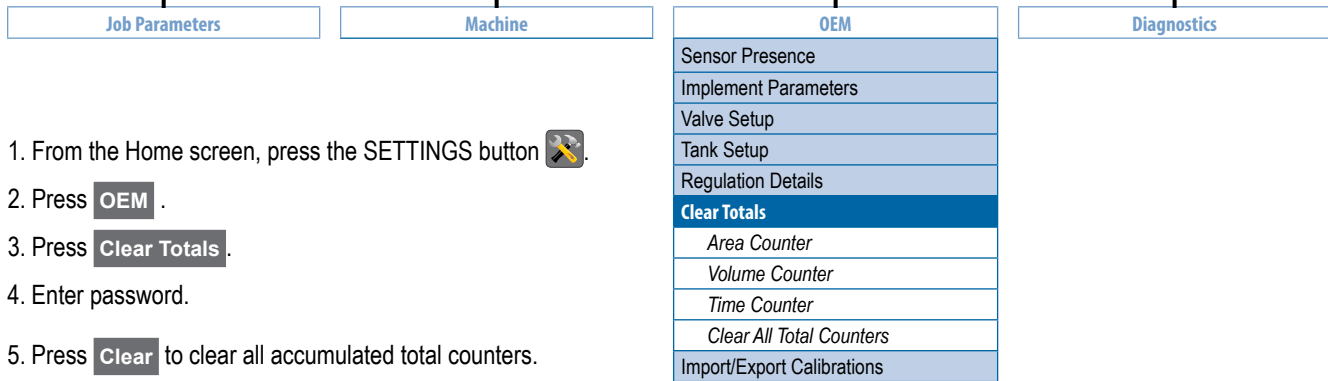 Job Parameters
Machine
OEM
Diagnostics
1. From the Home screen, press the SETTINGS button .
2. Press OEM .
3. Press Clear Totals .
4. Enter password.
5. Press Clear to clear all accumulated total counters.
Sensor Presence
Implement Parameters
Valve Setup
Tank Setup
Regulation Details
Clear Totals
Area Counter
Volume Counter
Time Counter
Clear All Total Counters
Import/Export Calibrations